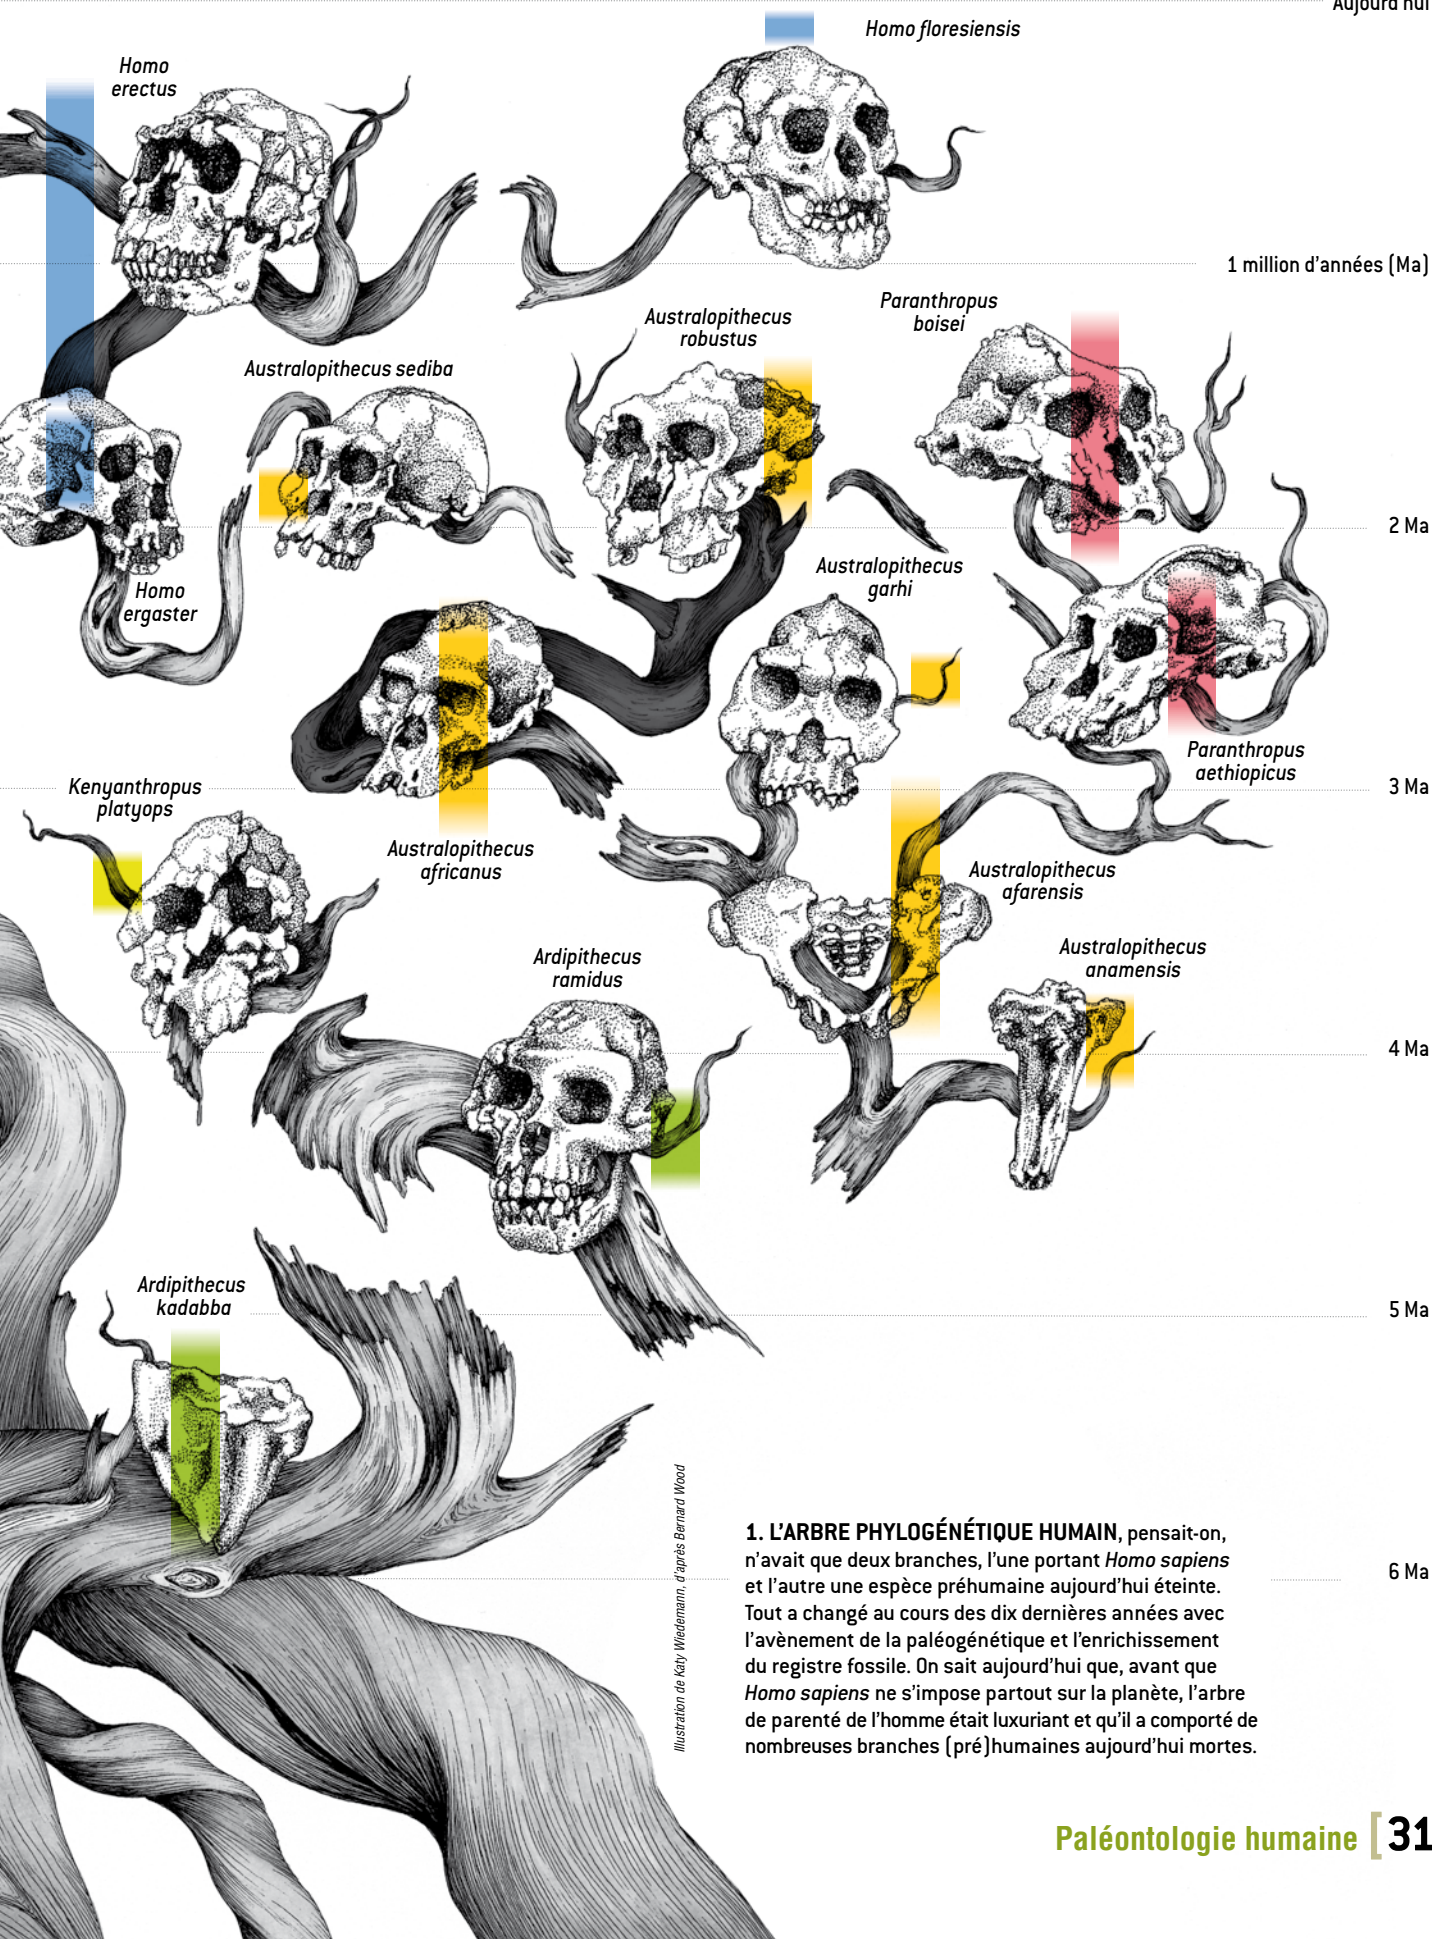 Aujourd'hui
Homo floresiensis
Homo
erectus
1 million d'années (Ma)
Paranthropus
boisei
Australopithecus
robustus
Australopithecus sediba
2 Ma
Australopithecus
garhi
Homo
ergaster
Paranthropus
aethiopicus
Kenyanthropus
platyops
3 Ma
Australopithecus
africanus
Australopithecus
afarensis
Australopithecus
anamensis
Ardipithecus
ramidus
4 Ma
Ardipithecus
kadabba
5 Ma
6 Ma
Illustration de Katy Wiedemann, d'après Bernard Wood
1. L'ARBRE PHYLOGÉNÉTIQUE HUMAIN, pensait-on,
n'avait que deux branches, l'une portant Homo sapiens
et l'autre une espèce préhumaine aujourd'hui éteinte.
Tout a changé au cours des dix dernières années avec
l'avènement de la paléogénétique et l'enrichissement
du registre fossile. On sait aujourd'hui que, avant que
Homo sapiens ne s'impose partout sur la planète, l'arbre
de parenté de l'homme était luxuriant et qu'il a comporté de
nombreuses branches (pré)humaines aujourd'hui mortes.
Paléontologie humaine [31